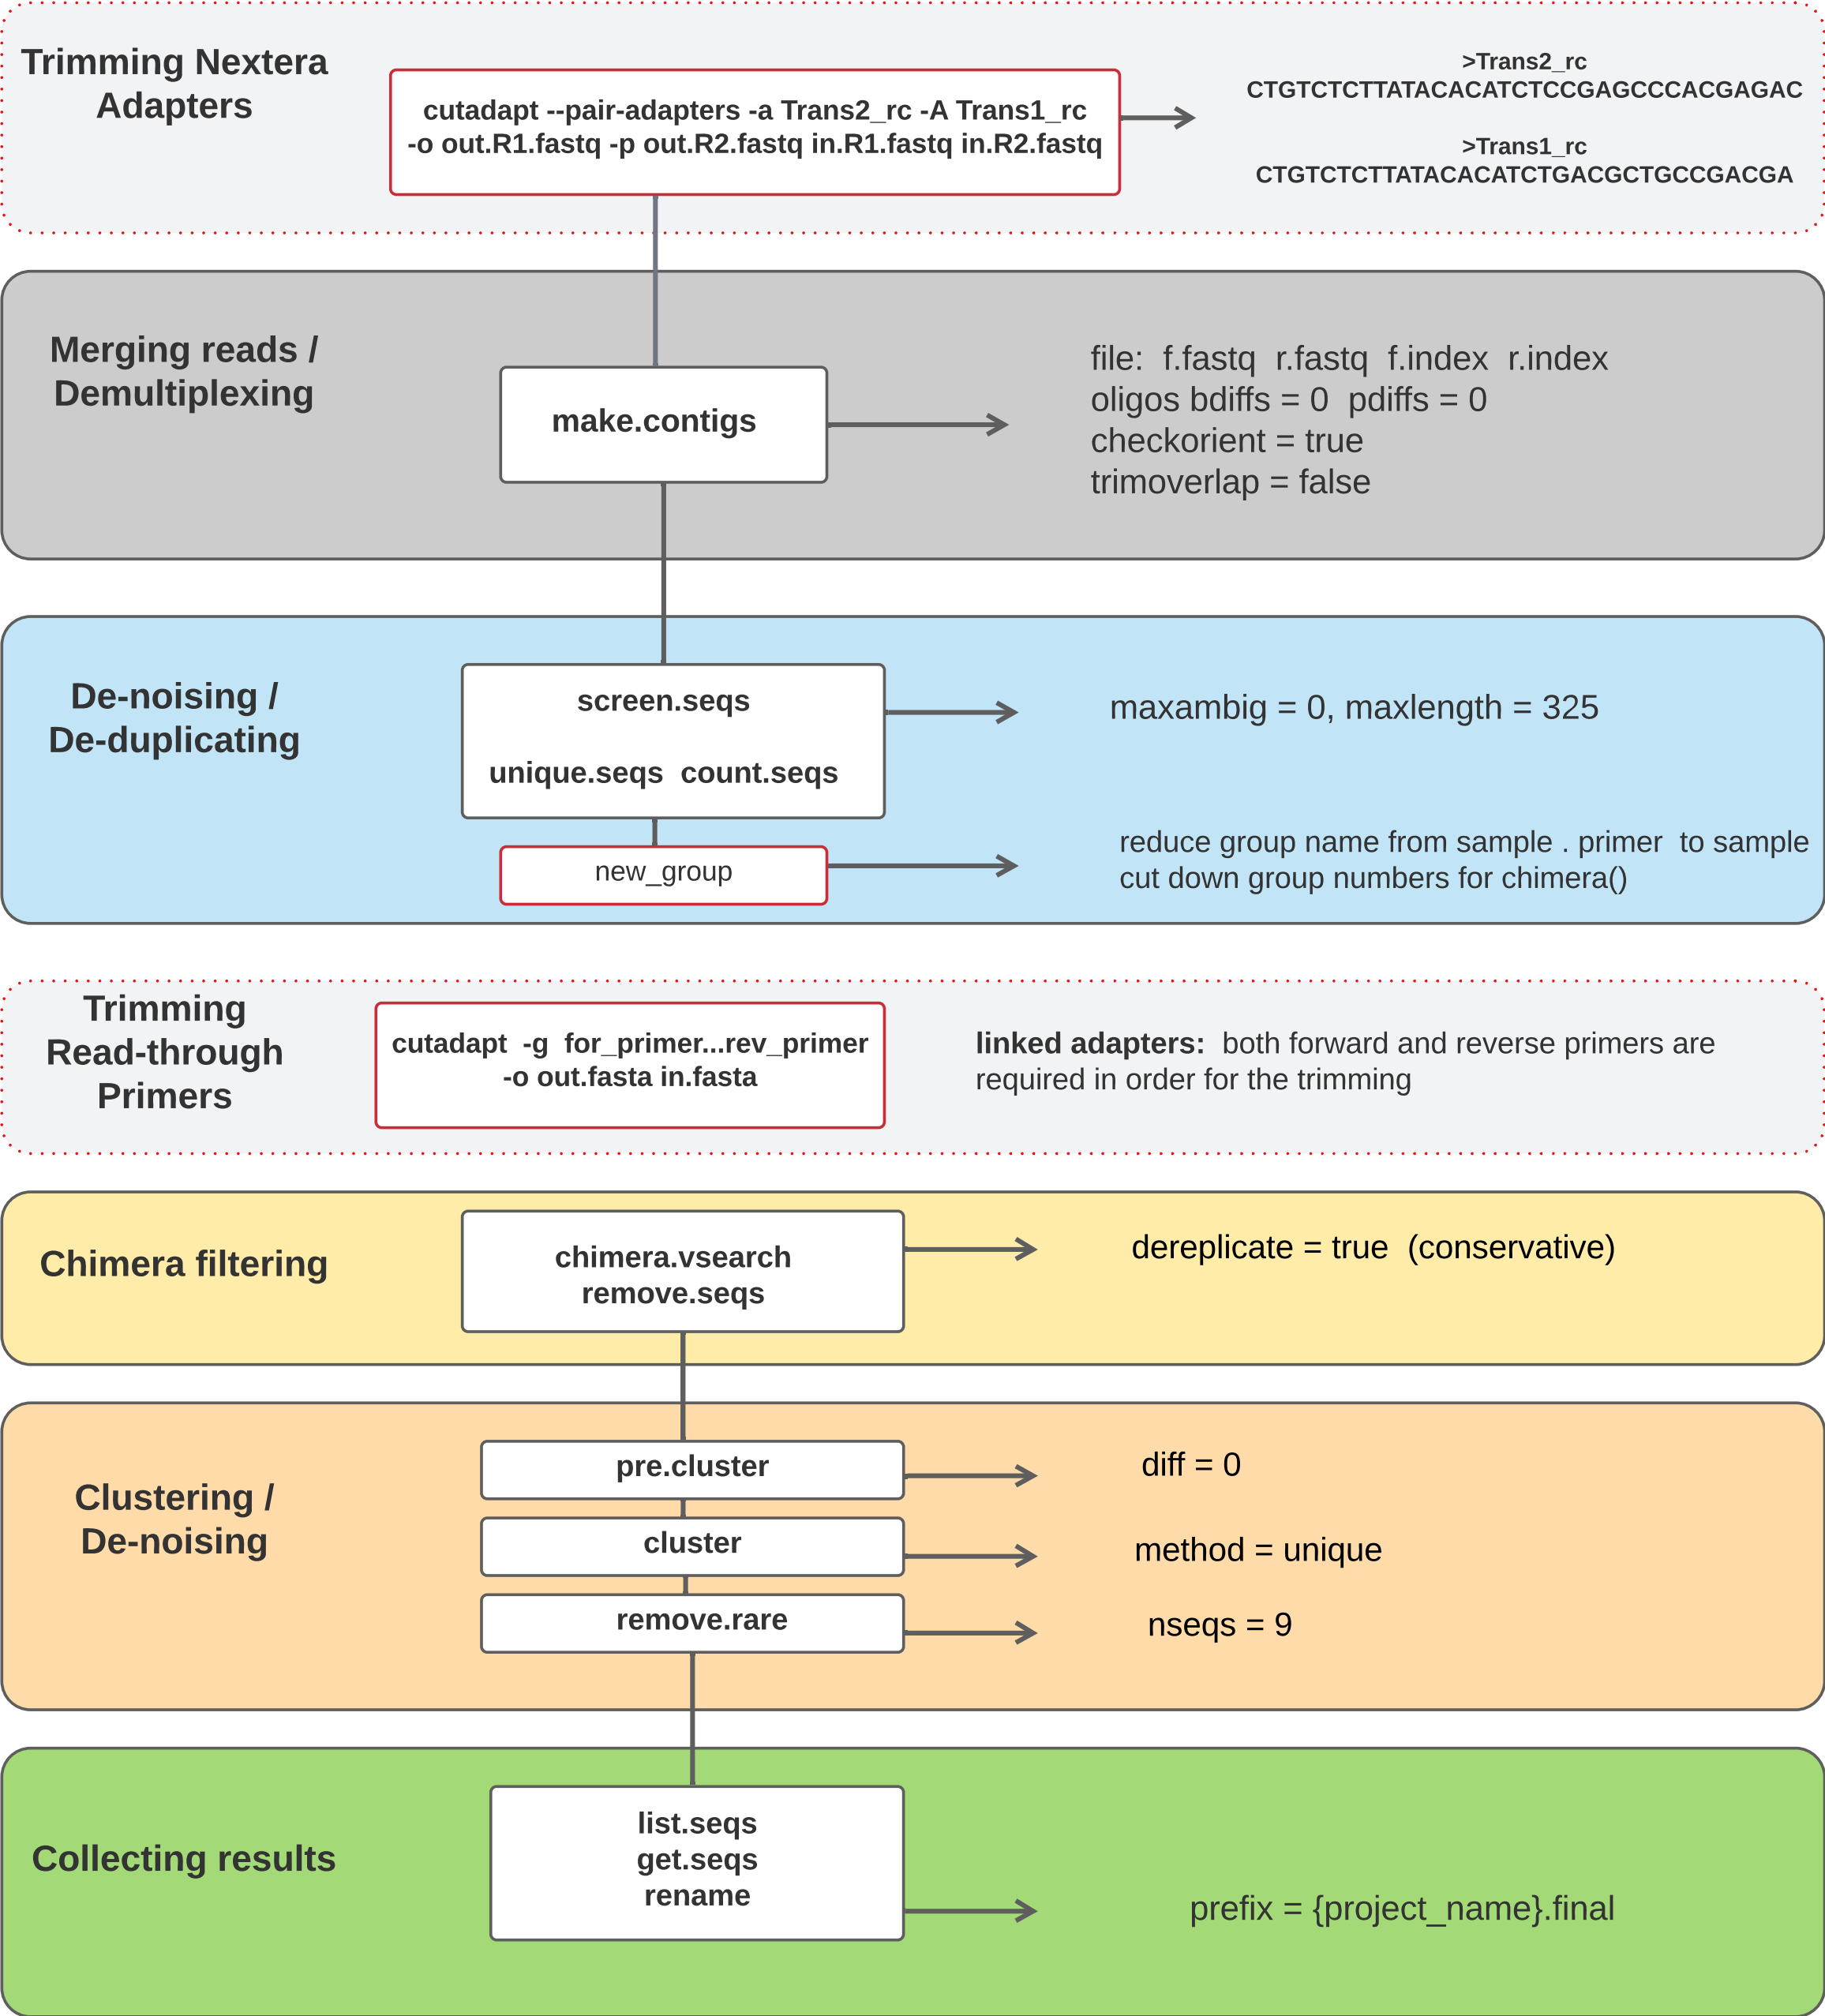 Trimming Nextera
Adapters
cutadapt --pair-adapters -a Trans2_rc -A Trans1_rc
-o out.R1.fastq -p out.R2.fastq in.R1.fastq in.R2.fastq
>Trans2_rc
CTGTCTCTTATACACATCTCCGAGCCCACGAGAC
>Trans1_rc
CTGTCTCTTATACACATCTGACGCTGCCGACGA
Merging reads /
Demultiplexing
make.contigs
file:  f.fastq  r.fastq  f.index  r.index
oligos bdiffs = 0  pdiffs = 0
checkorient = true
trimoverlap = false
De-noising /
De-duplicating
screen.seqs
unique.seqs  count.seqs
maxambig = 0, maxlength = 325
new_group
reduce group name from sample . primer  to sample
cut down group numbers for chimera()
Trimming
Read-through
Primers
cutadapt  -g  for_primer...rev_primer
-o out.fasta in.fasta
linked adapters:  both forward and reverse primers are
required in order for the trimming
Chimera filtering
chimera.vsearch
remove.seqs
dereplicate = true  (conservative)
Clustering /
De-noising
pre.cluster
diff = 0
cluster
method = unique
remove.rare
nseqs = 9
Collecting results
list.seqs
get.seqs
rename
prefix = {project_name}.final